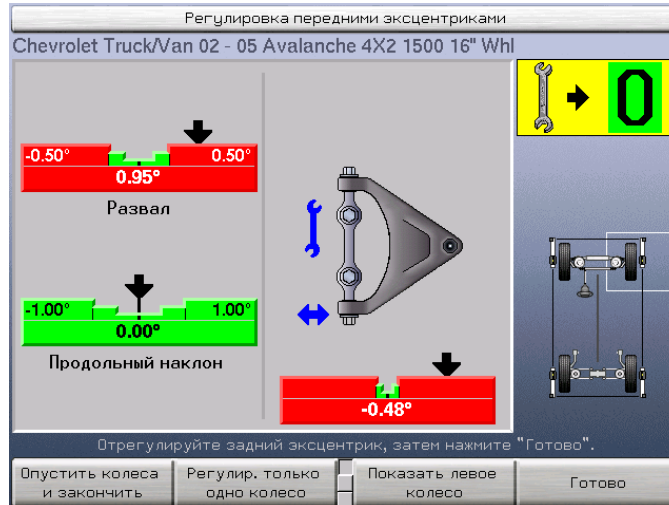 Регулировка передними эксцентриками
Chevrolet Truck/Van 02 - 05 Avalanche 4X2 1500 16" Whl
-0.50° 0.50°
0.95°
Развал
-1.00° 1.00°
0.00°
Продольный наклон
-0.48°
0
Отрегулируйте задний эксцентрик, затем нажмите "Готово".
Опустить колеса
и закончить
Регулир. только
одно колесо
Показать левое
колесо
Готово